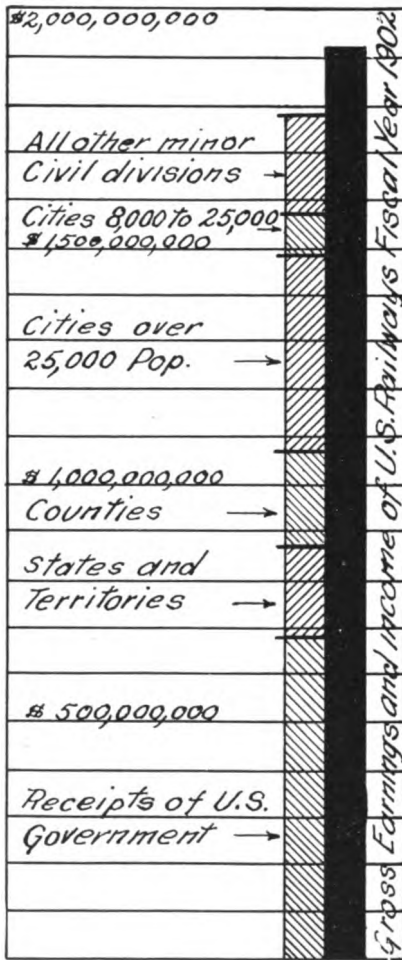 $2,000,000,000
All other minor
Civil divisions
Cities 8,000 to 25,000
$1,500,000,000
Cities over
25,000 Pop.
$1,000,000,000
Counties
States and
Territories
$500,000,000
Receipts of U.S.
Government
Gross Earnings and income of U.S. Railways Fiscal Year 1902